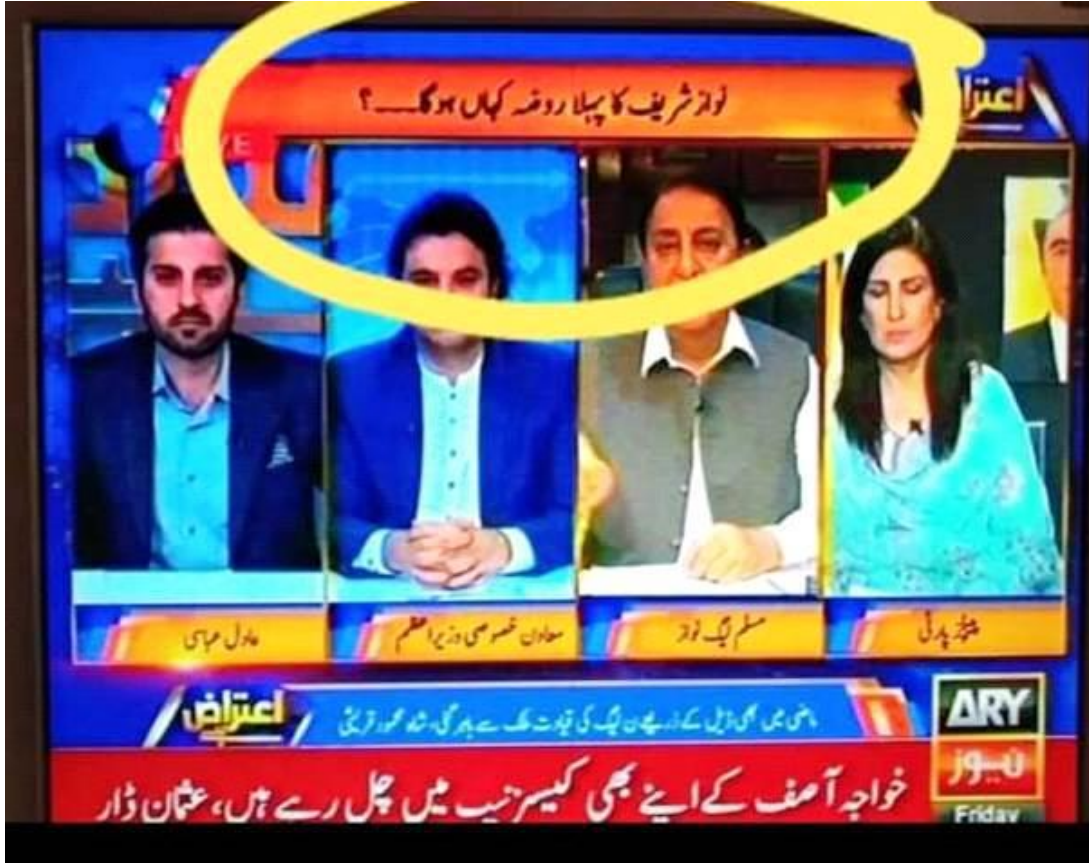 نواز شریف کا پہلا روضہ کہاں ہوگا۔۔۔۔؟
اعتراض
LIVE
پیپلز پارٹی
مسلم لیگ نواز
معاون خصوصی وزیراعظم
عادل عباسی
ماضی میں بھی ڈیل کے ذریعے ن لیگ کی قیادت ملک سے باہر گئی، شاہ محمود قریشی
اعتراض
ARY
نیوز
خواجہ آصف کے اپنے بھی کیسز نیب میں چل رہے ہیں، عثمان ڈار
Friday